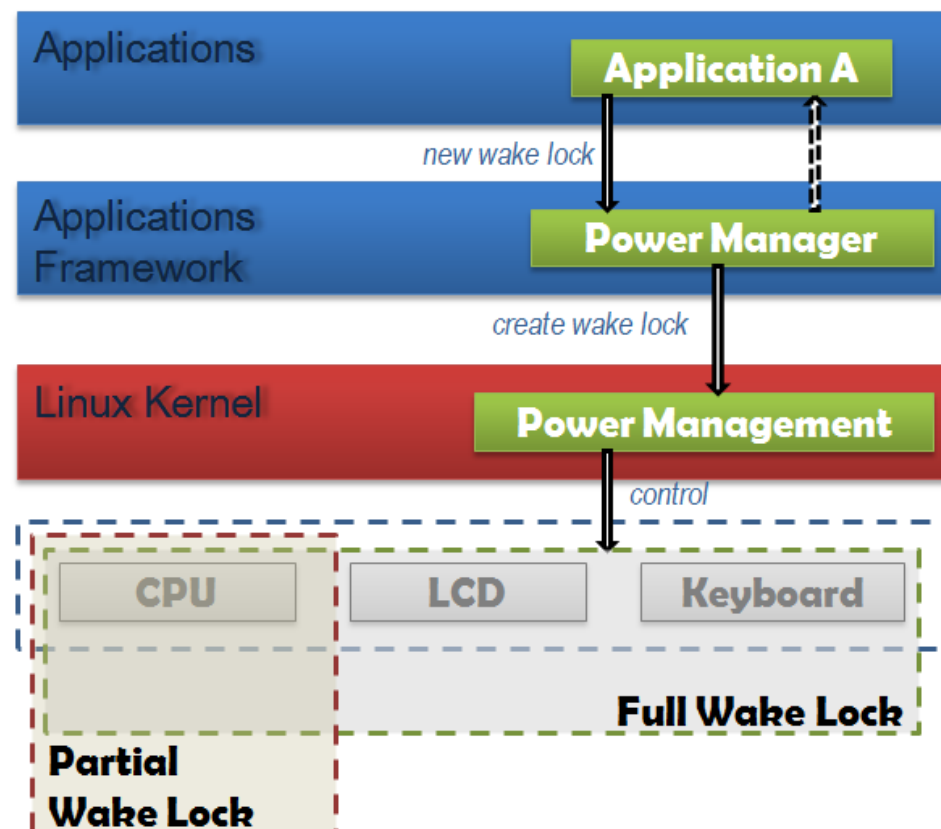 Applications
Application A
new wake lock
Applications
Framework
Power Manager
create wake lock
Linux Kernel
Power Management
control
CPU
LCD
Keyboard
Full Wake Lock
Partial
Wake Lock